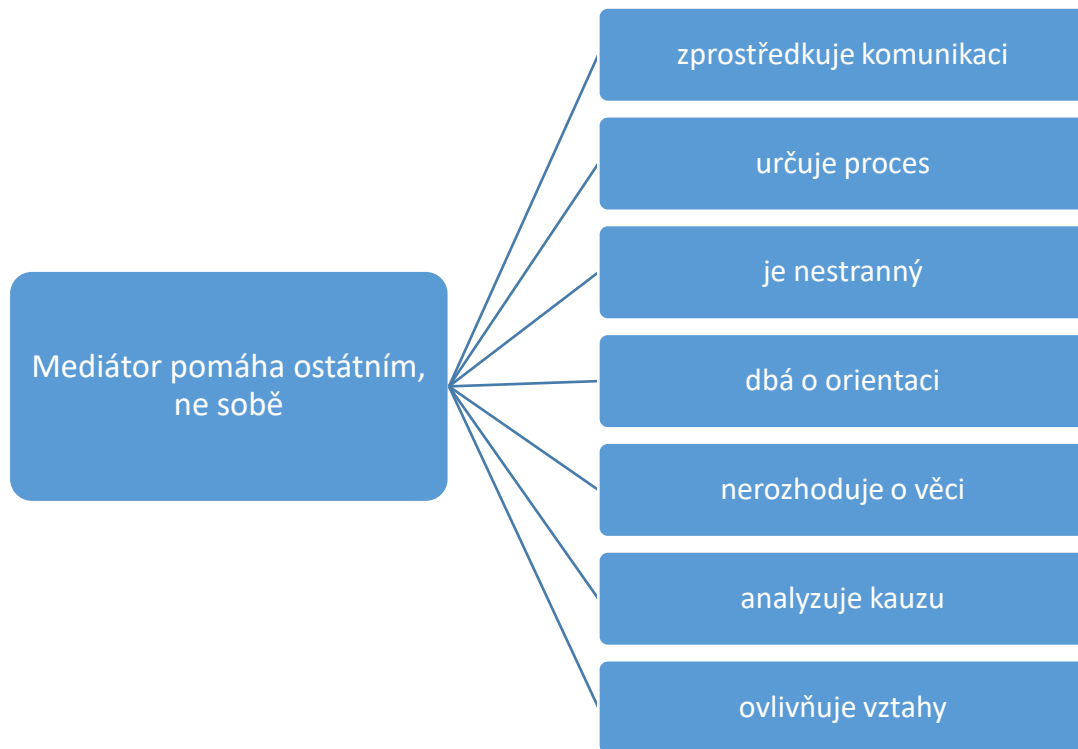 zprostředkuje komunikaci
určuje proces
je nestranný
Mediátor pomáha ostátním,
ne sobě
dbá o orientaci
nerozhoduje o věci
analyzuje kauzu
ovlivňuje vztahy